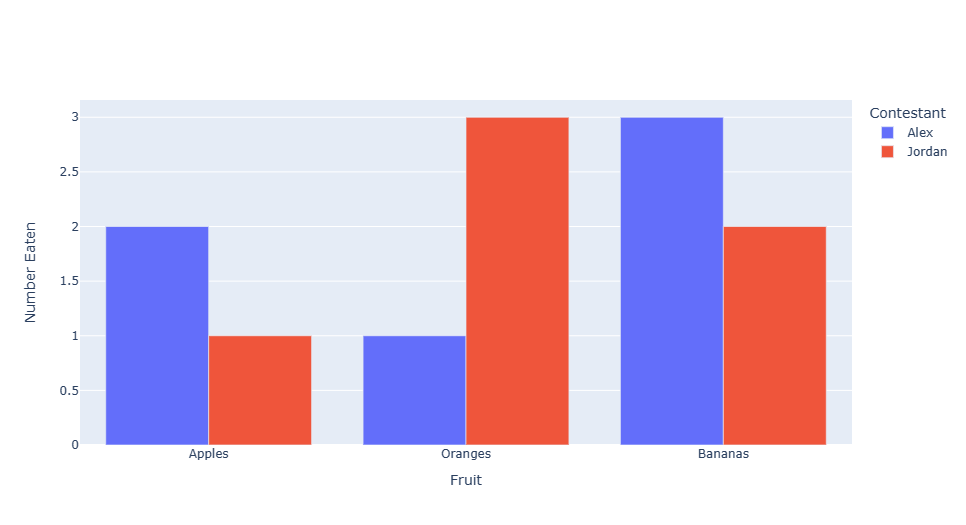 Contestant
Alex
Jordan
Number Eaten
3
2.5
2
1.5
1
0.5
0
Apples
Oranges
Bananas
Fruit